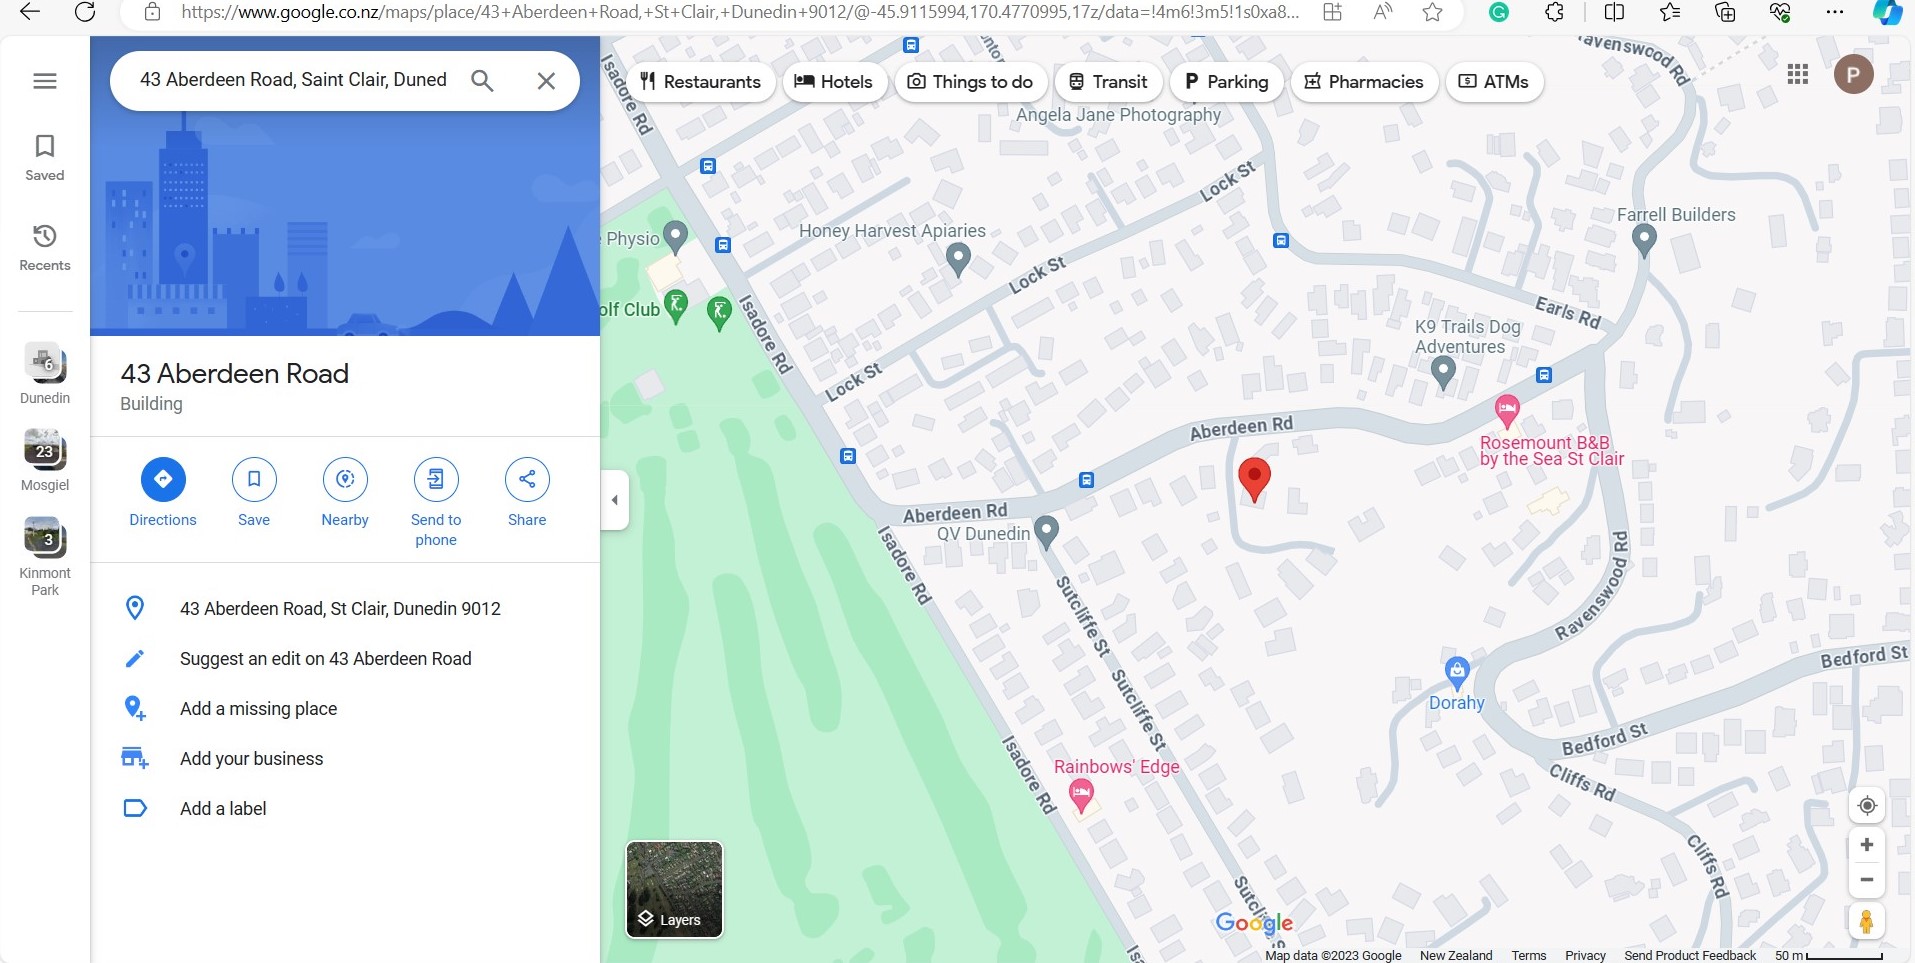 https://www.google.co.nz/maps/place/43+Aberdeen+Road,+St+Clair,+Dunedin+9012/@-45.9115994,170.4770995,17z/data=!4m6!3m5!1s0xa8...
43 Aberdeen Road, Saint Clair, Duned
Restaurants
Hotels
Things to do
Transit
Parking
Pharmacies
ATMs
P
Saved
Recents
6
Dunedin
23
Mosgiel
3
Kinmont
Park
43 Aberdeen Road
Building
Directions
Save
Nearby
Send to
phone
Share
43 Aberdeen Road, St Clair, Dunedin 9012
Suggest an edit on 43 Aberdeen Road
Add a missing place
Add your business
Add a label
Isadore Rd
avenswood Rd
Angela Jane Photography
Lock St
Farrell Builders
Honey Harvest Apiaries
Physio
Lock St
olf Club
Isadore Rd
Earls Rd
K9 Trails Dog
Adventures
Lock St
Aberdeen Rd
Rosemount B&B
by the Sea St Clair
Aberdeen Rd
QV Dunedin
Isadore Rd
Ravenswood Rd
Sutcliffe St
Bedford St
Sutcliffe St
Dorahy
Bedford St
Isadore Rd
Rainbows' Edge
Cliffs Rd
Cliffs Rd
Layers
Google
Map data ©2023 Google
New Zealand
Terms
Privacy
Send Product Feedback
50 m